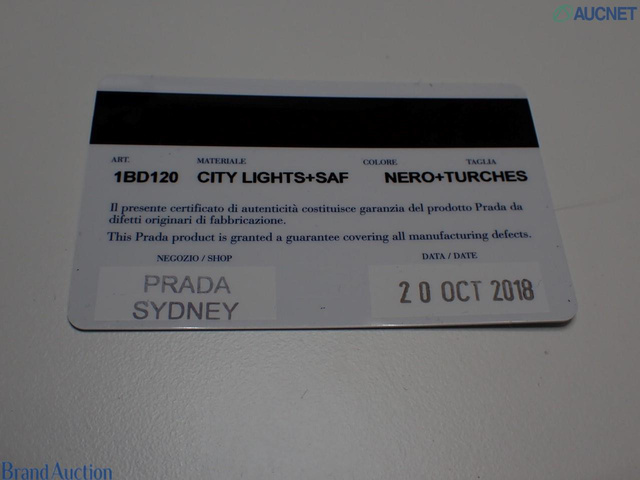 AUCNET
ART. MATERIALE COLORE TAGLIA
1BD120 CITY LIGHTS+SAF NERO+TURCHES
Il presente certificato di autenticità costituisce garanzia del prodotto Prada da
difetti originari di fabbricazione.
This Prada product is granted a guarantee covering all manufacturing defects.
NEGOZIO / SHOP DATA / DATE
PRADA
SYDNEY
20 OCT 2018
BrandAuction